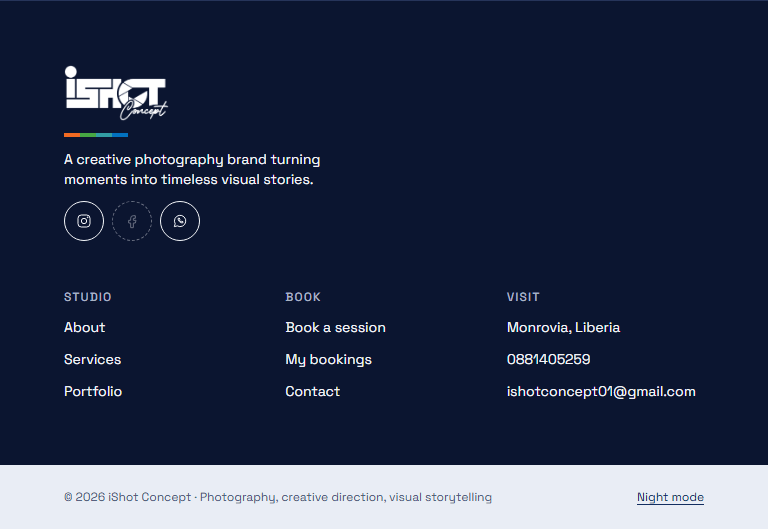 iSHOT
Concept
A creative photography brand turning
moments into timeless visual stories.
STUDIO
About
Services
Portfolio
BOOK
Book a session
My bookings
Contact
VISIT
Monrovia, Liberia
0881405259
ishotconcept01@gmail.com
© 2026 iShot Concept · Photography, creative direction, visual storytelling
Night mode